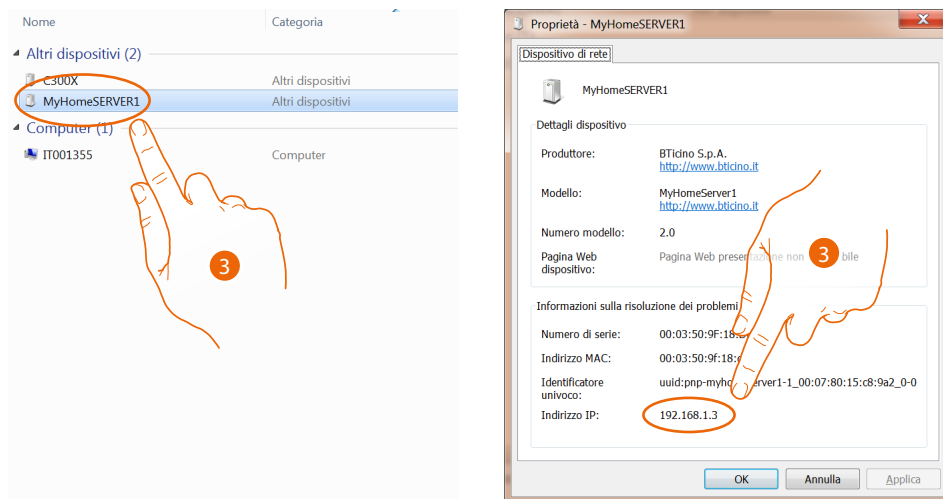 Nome Categoria
Altri dispositivi (2)
C300X Altri dispositivi
MyHomeSERVER1 Altri dispositivi
Computer (1)
IT001355 Computer
3
Proprietà - MyHomeSERVER1
Dispositivo di rete
MyHomeSERVER1
Dettagli dispositivo
Produttore: BTicino S.p.A.
http://www.bticino.it
Modello: MyHomeServer1
http://www.bticino.it
Numero modello: 2.0
Pagina Web Pagina Web presentazione non bile
dispositivo:
3
Informazioni sulla risoluzione dei problemi
Numero di serie: 00:03:50:9F:18:
Indirizzo MAC: 00:03:50:9f:18:
Identificatore
univoco:
Indirizzo IP: 192.168.1.3
OK Annulla Applica